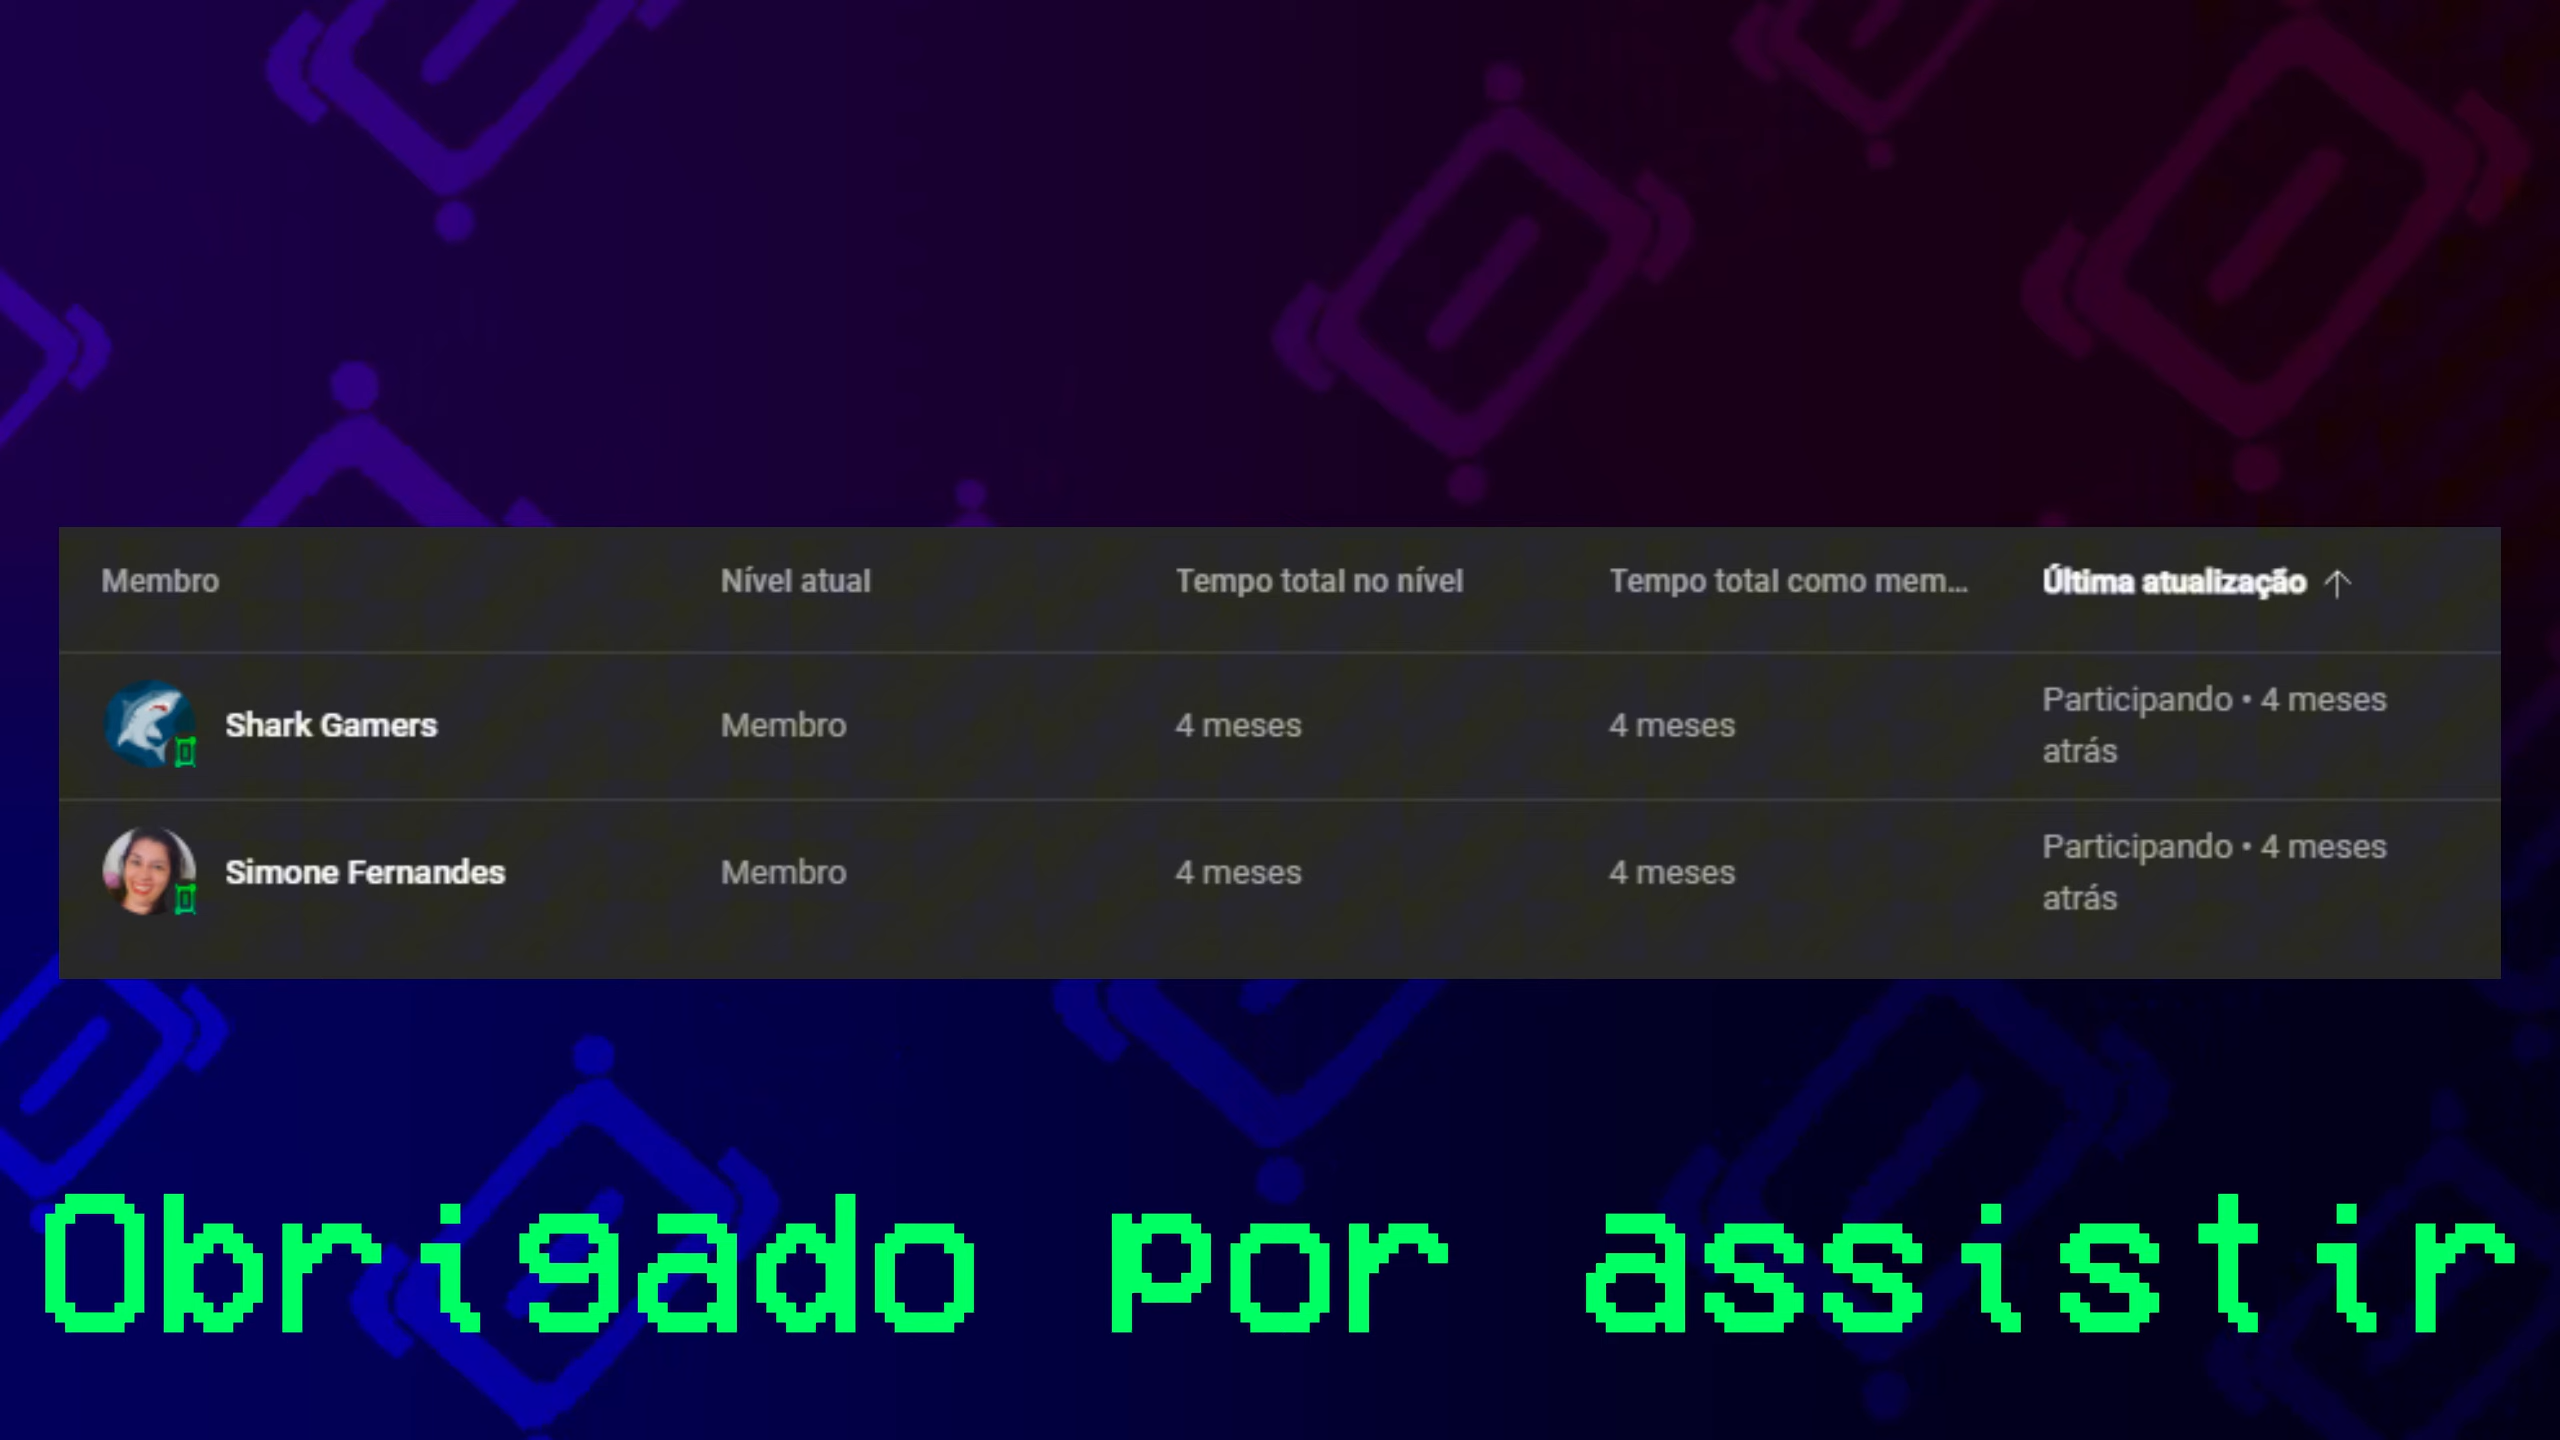 Membro Nível atual Tempo total no nível Tempo total como mem... Última atualização
Shark Gamers Membro 4 meses 4 meses Participando • 4 meses
atrás
Simone Fernandes Membro 4 meses 4 meses Participando • 4 meses
atrás
Obrigado por assistir